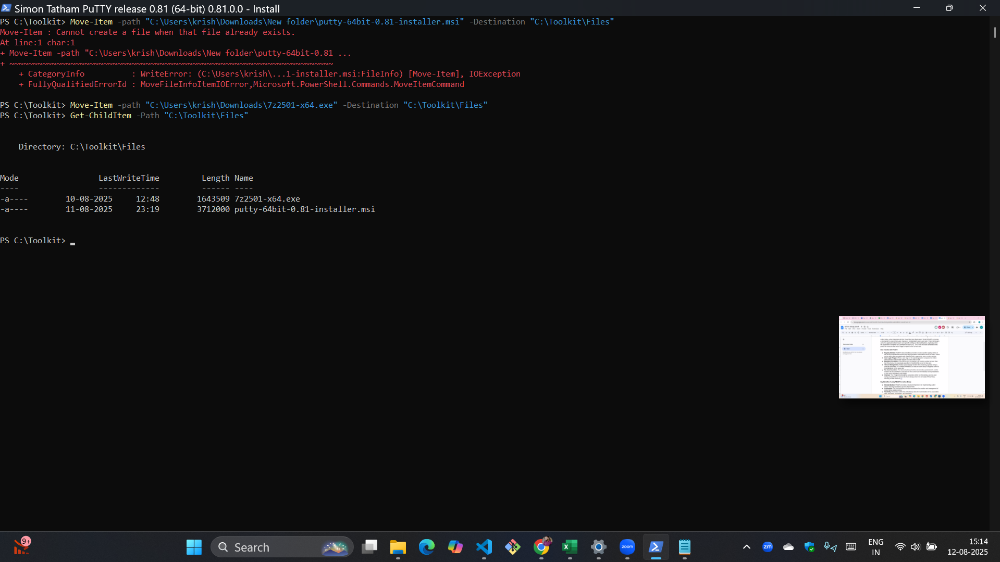 Simon Tatham PuTTY release 0.81 (64-bit) 0.81.0.0 - Install
PS C:\Toolkit> Move-Item -path "C:\Users\krish\Downloads\New folder\putty-64bit-0.81-installer.msi" -Destination "C:\Toolkit\Files"
Move-Item : Cannot create a file when that file already exists.
At line:1 char:1
+ Move-Item -path "C:\Users\krish\Downloads\New folder\putty-64bit-0.81 ...
+ ~~~~~~~~~~~~~~~~~~~~~~~~~~~~~~~~~~~~~~~~~~~~~~~~~~~~~~~~~~~~~~~~~~~~~
+ CategoryInfo          : WriteError: (C:\Users\krish\...1-installer.msi:FileInfo) [Move-Item], IOException
+ FullyQualifiedErrorId : MoveFileInfoItemIOError,Microsoft.PowerShell.Commands.MoveItemCommand
PS C:\Toolkit> Move-Item -path "C:\Users\krish\Downloads\7z2501-x64.exe" -Destination "C:\Toolkit\Files"
PS C:\Toolkit> Get-ChildItem -Path "C:\Toolkit\Files"
Directory: C:\Toolkit\Files
Mode                 LastWriteTime         Length Name
----                 -------------         ------ ----
-a----        10-08-2025     12:48        1643509 7z2501-x64.exe
-a----        11-08-2025     23:19        3712000 putty-64bit-0.81-installer.msi
PS C:\Toolkit>
9+
Search
zoom
zm
ENG
IN
15:14
12-08-2025